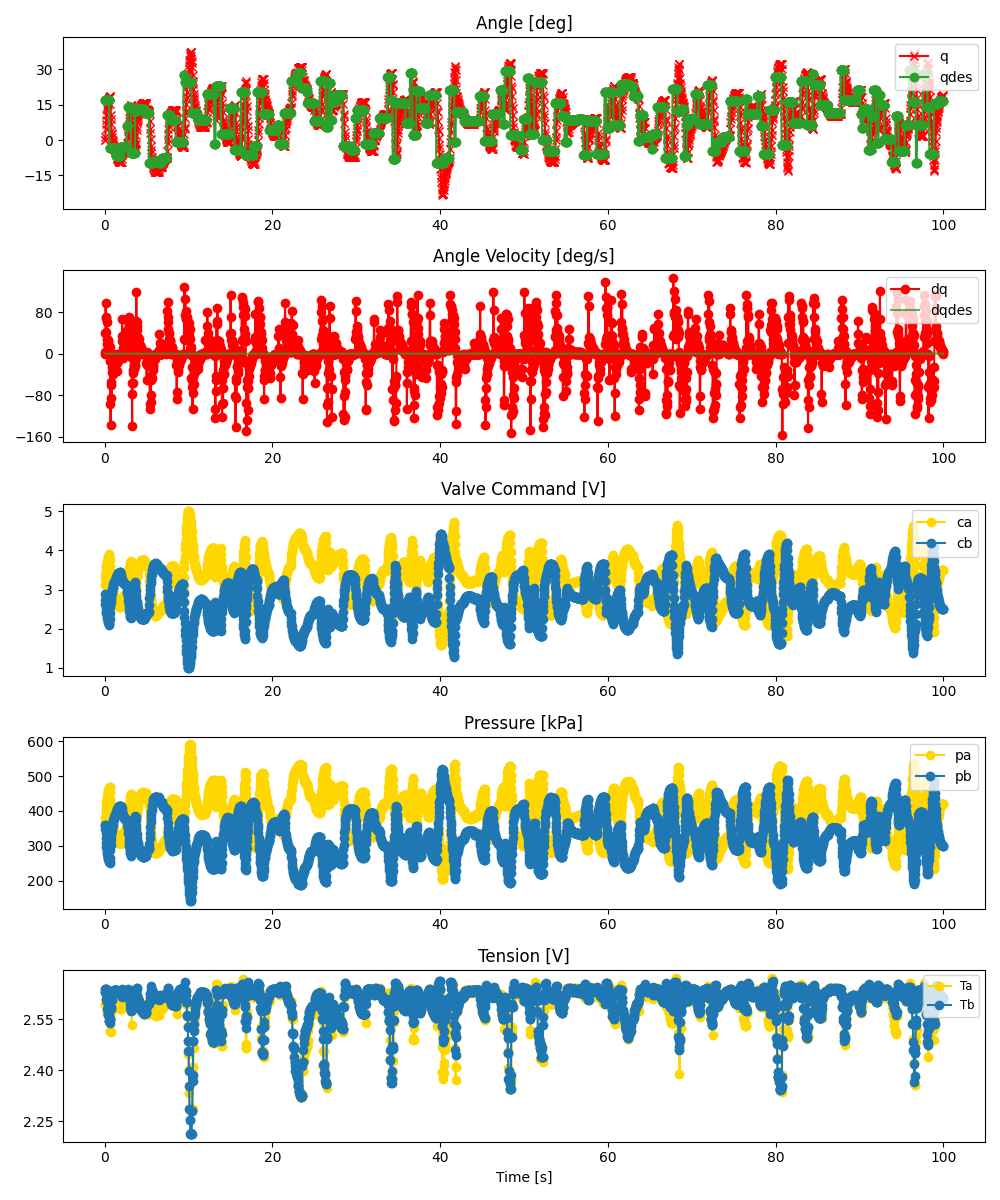 Angle [deg]
30
15
0
−15
q
qdes
0 20 40 60 80 100
Angle Velocity [deg/s]
80
0
−80
−160
dq
dqdes
0 20 40 60 80 100
Valve Command [V]
5
4
3
2
1
ca
cb
0 20 40 60 80 100
Pressure [kPa]
600
500
400
300
200
pa
pb
0 20 40 60 80 100
Tension [V]
2.55
2.40
2.25
Ta
Tb
0 20 40 60 80 100
Time [s]